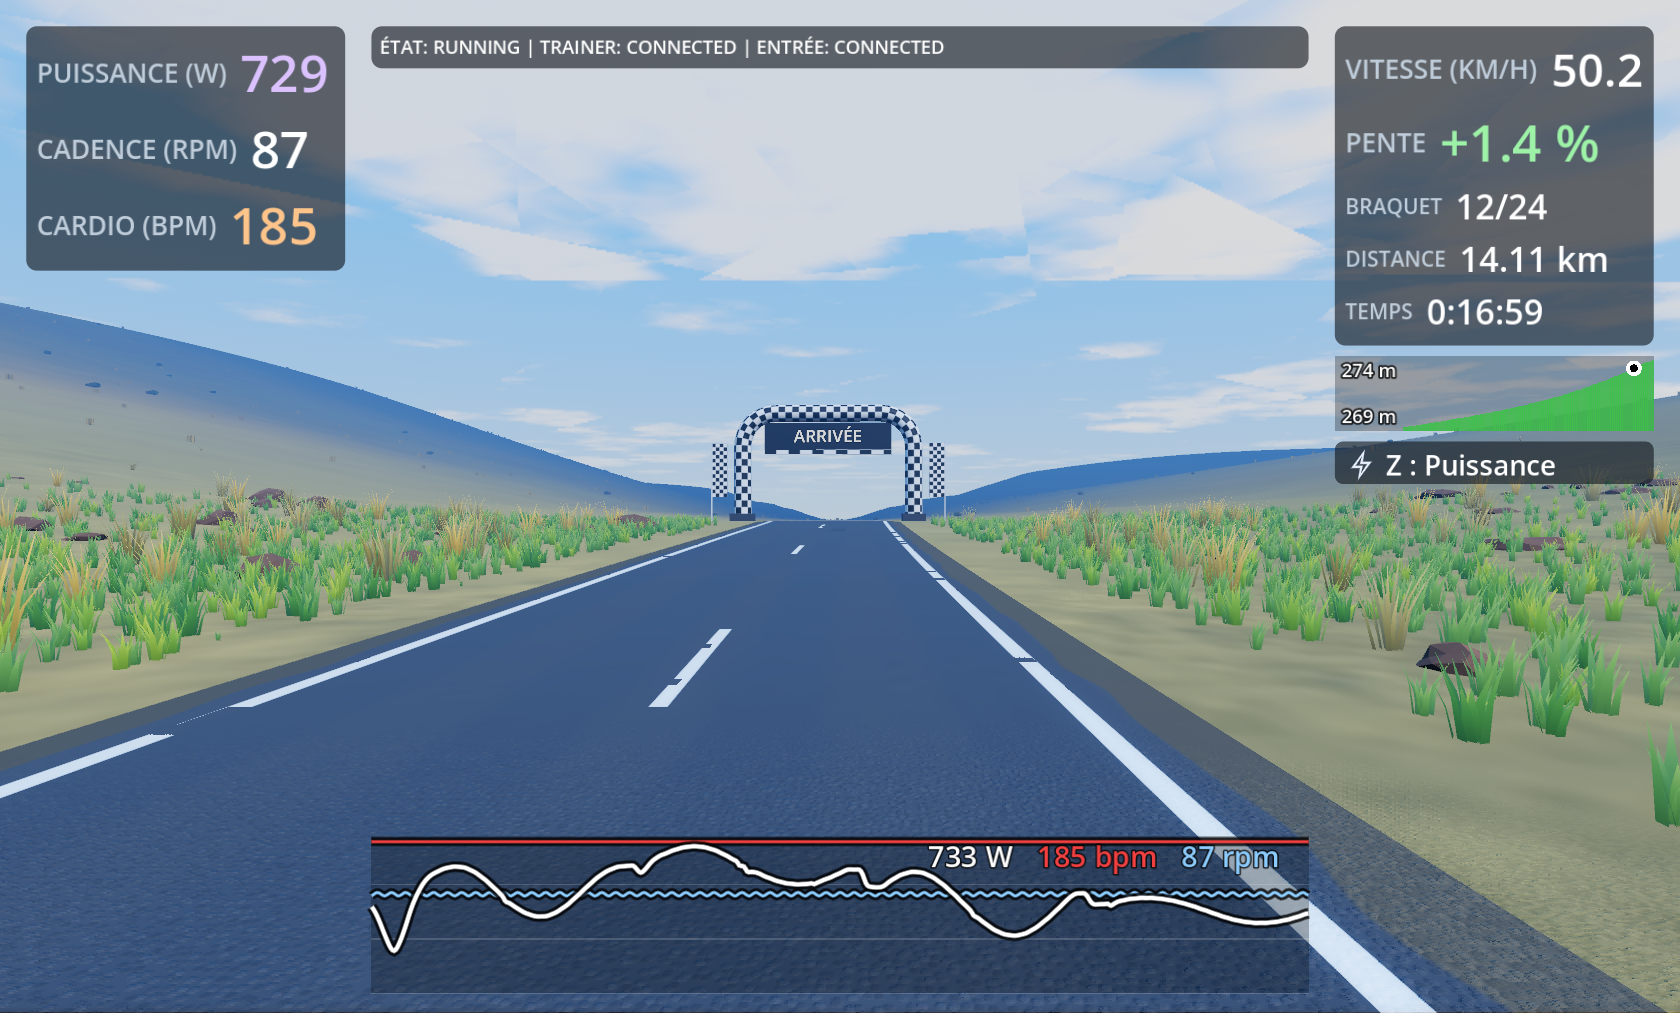 PUISSANCE (W) 729
CADENCE (RPM) 87
CARDIO (BPM) 185
ÉTAT: RUNNING | TRAINER: CONNECTED | ENTRÉE: CONNECTED
VITESSE (KM/H) 50.2
PENTE +1.4 %
BRAQUET 12/24
DISTANCE 14.11 km
TEMPS 0:16:59
274 m
269 m
Z : Puissance
ARRIVÉE
733 W 185 bpm 87 rpm